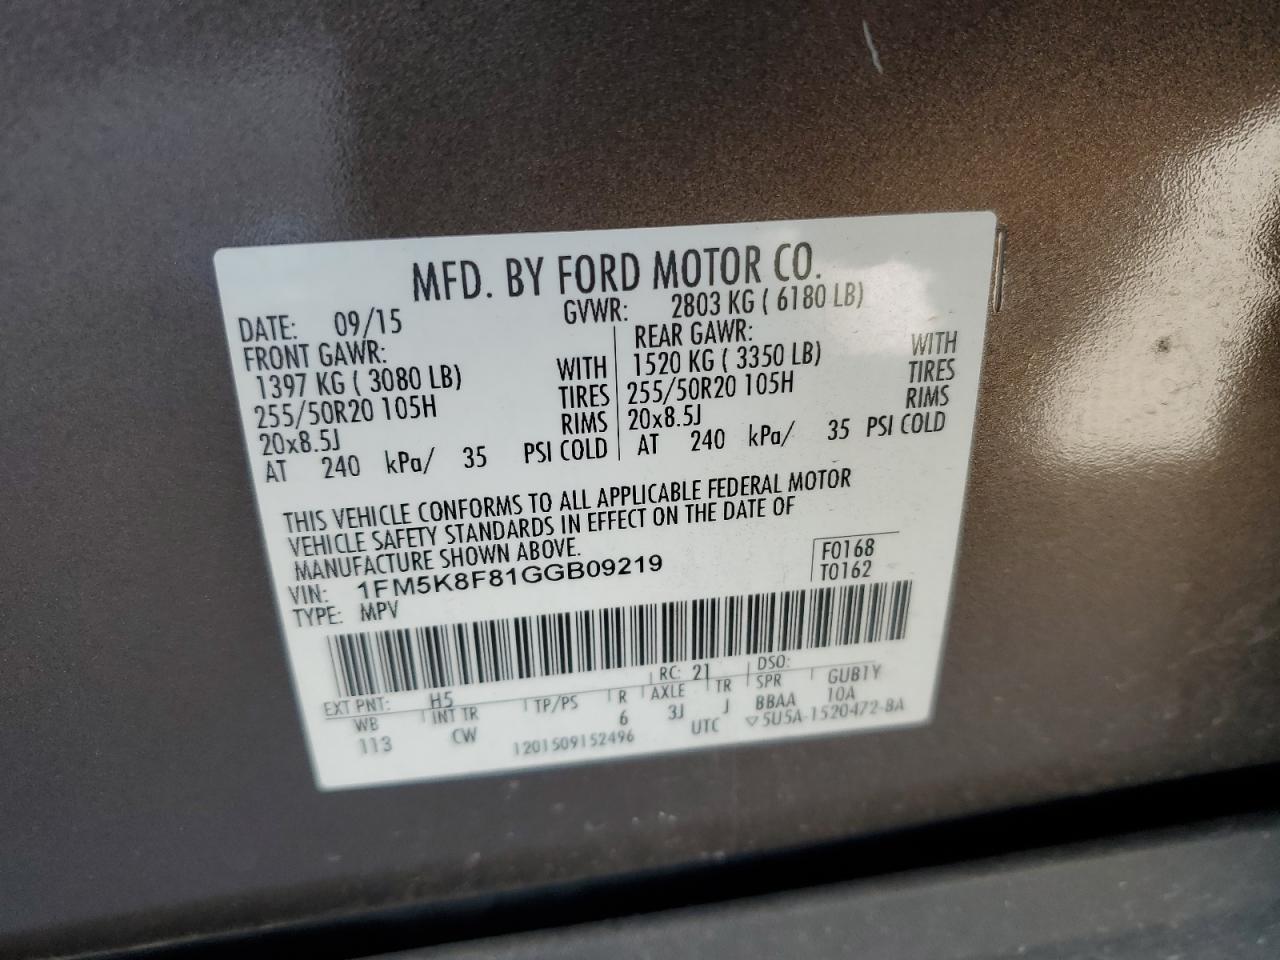 MFD. BY FORD MOTOR CO.
DATE: 09/15 GVWR: 2803 KG ( 6180 LB)
FRONT GAWR: REAR GAWR:
1397 KG ( 3080 LB) WITH 1520 KG ( 3350 LB) WITH
255/50R20 105H TIRES 255/50R20 105H TIRES
20x8.5J RIMS 20x8.5J RIMS
AT 240 kPa/ 35 PSI COLD AT 240 kPa/ 35 PSI COLD
THIS VEHICLE CONFORMS TO ALL APPLICABLE FEDERAL MOTOR
VEHICLE SAFETY STANDARDS IN EFFECT ON THE DATE OF
MANUFACTURE SHOWN ABOVE.
VIN: 1FM5K8F81GGB09219 F0168
TYPE: MPV T0162
EXT PNT: H5 RC: 21 DSO:
WB INT TR TP/PS R AXLE TR SPR GUB1Y
113 CW 6 3J J BBAA 10A
1201509152496 UTC ▽5U5A-1520472-BA